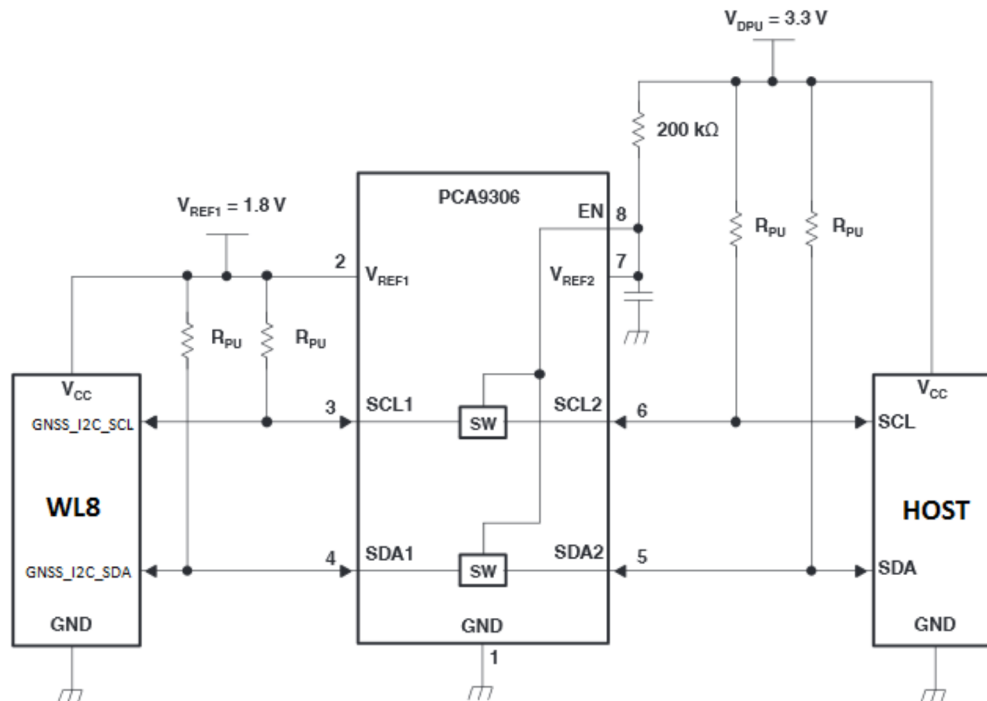 V_DPU = 3.3 V
200 kΩ
PCA9306
V_REF1 = 1.8 V
EN 8
R_PU R_PU
2 V_REF1 V_REF2 7
R_PU R_PU
V_CC V_CC
GNSS_I2C_SCL 3 SCL1 SW SCL2 6 SCL
WL8 HOST
GNSS_I2C_SDA 4 SDA1 SW SDA2 5 SDA
GND GND GND
1